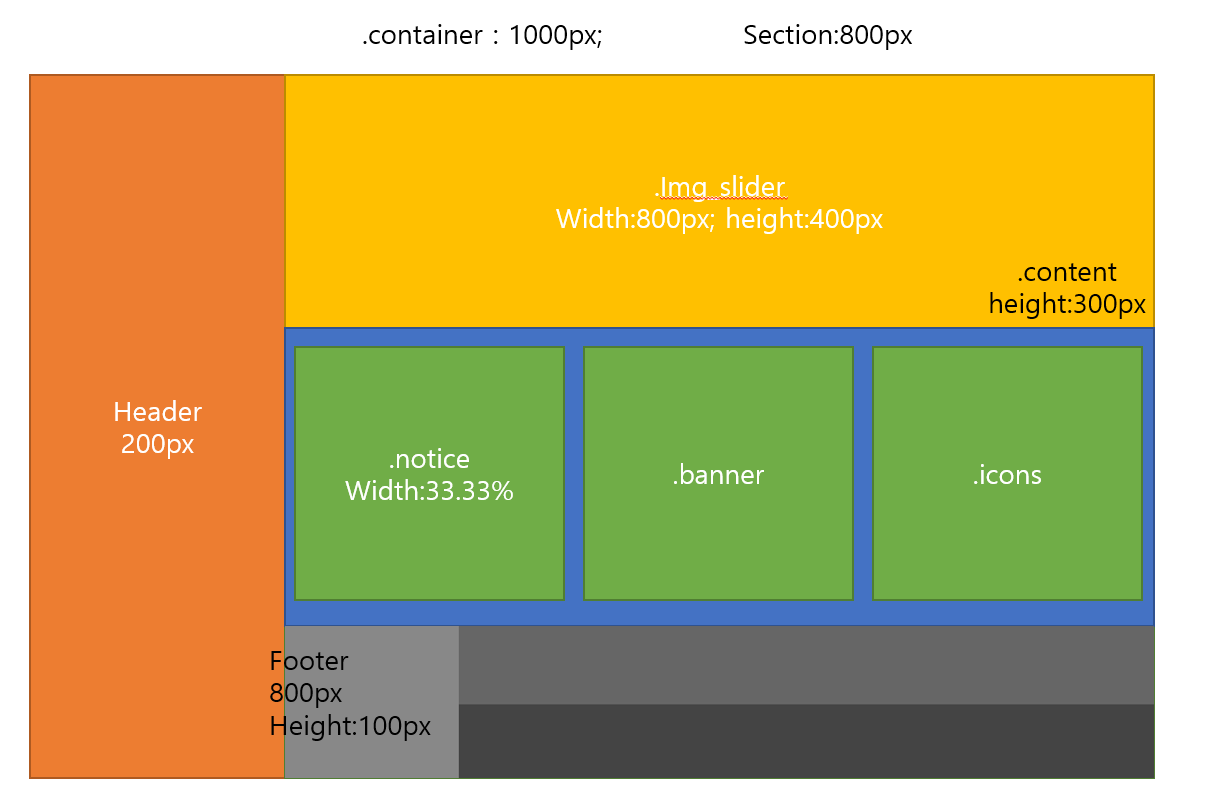 .container : 1000px;
Section:800px
.Img_slider
Width:800px; height:400px
.content
height:300px
Header
200px
.notice
Width:33.33%
.banner
.icons
Footer
800px
Height:100px